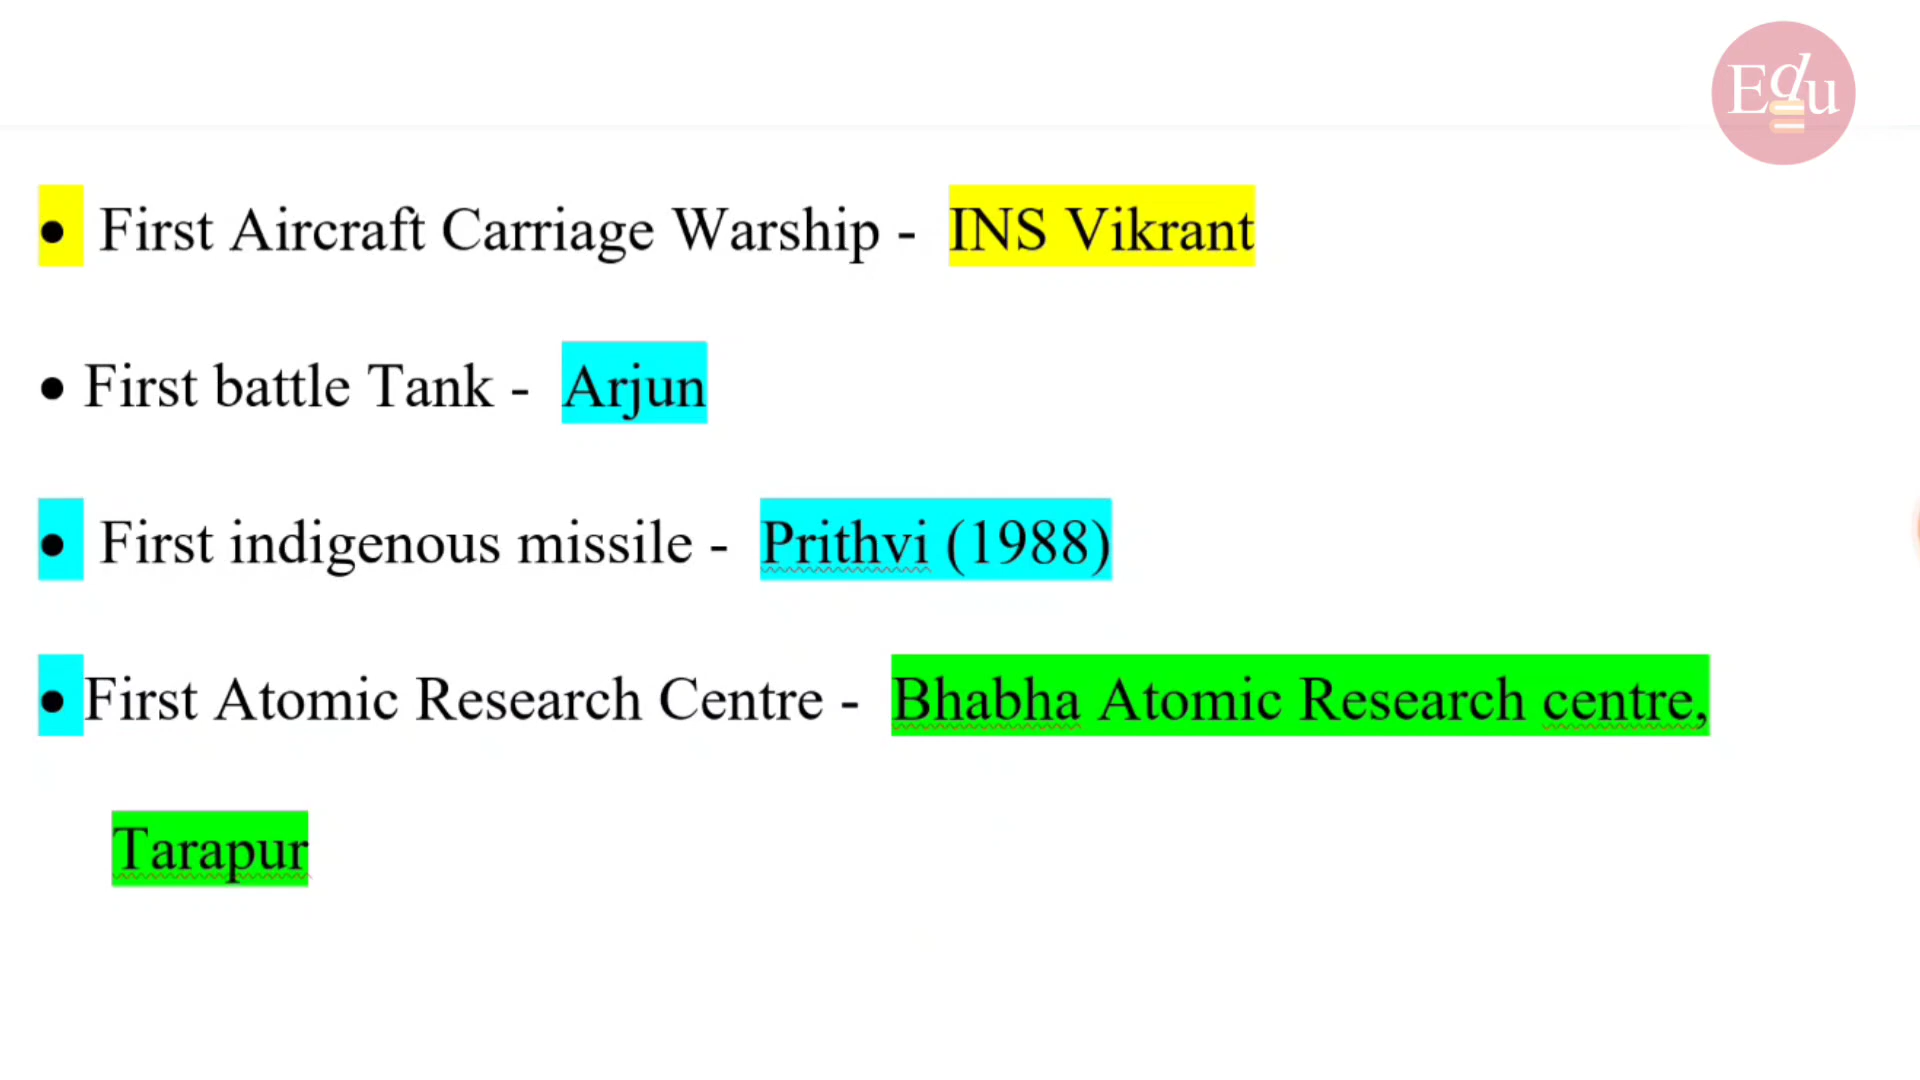 Edu
• First Aircraft Carriage Warship - INS Vikrant
• First battle Tank - Arjun
• First indigenous missile - Prithvi (1988)
• First Atomic Research Centre - Bhabha Atomic Research centre,
Tarapur